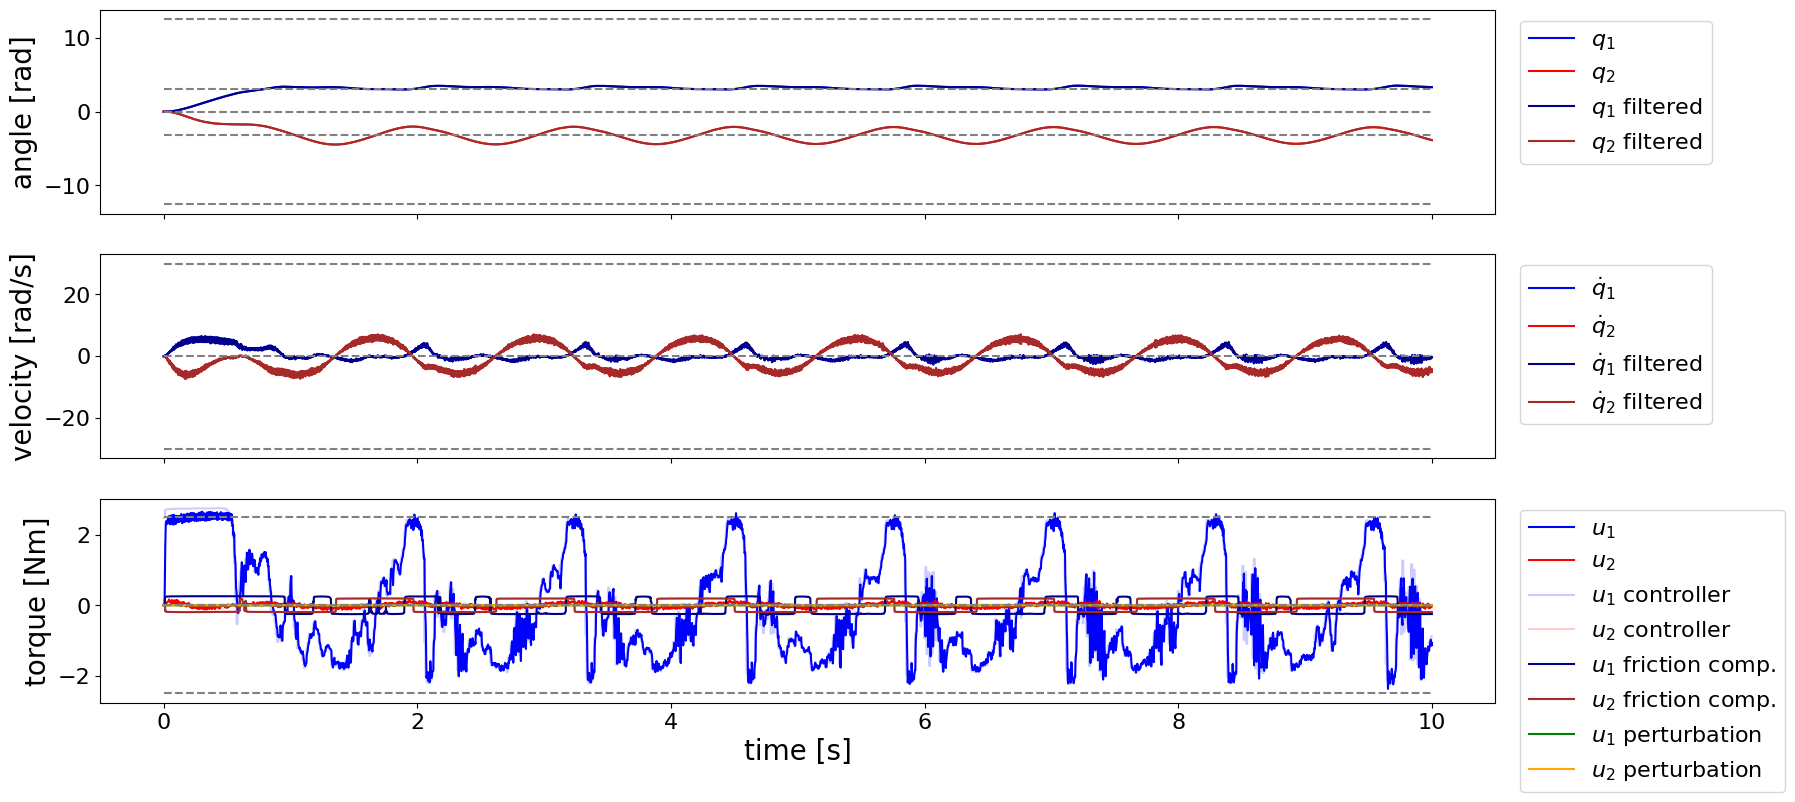 angle [rad]
10
0
−10
q₁
q₂
q₁ filtered
q₂ filtered
velocity [rad/s]
20
0
−20
q̇₁
q̇₂
q̇₁ filtered
q̇₂ filtered
torque [Nm]
2
0
−2
0 2 4 6 8 10
time [s]
u₁
u₂
u₁ controller
u₂ controller
u₁ friction comp.
u₂ friction comp.
u₁ perturbation
u₂ perturbation